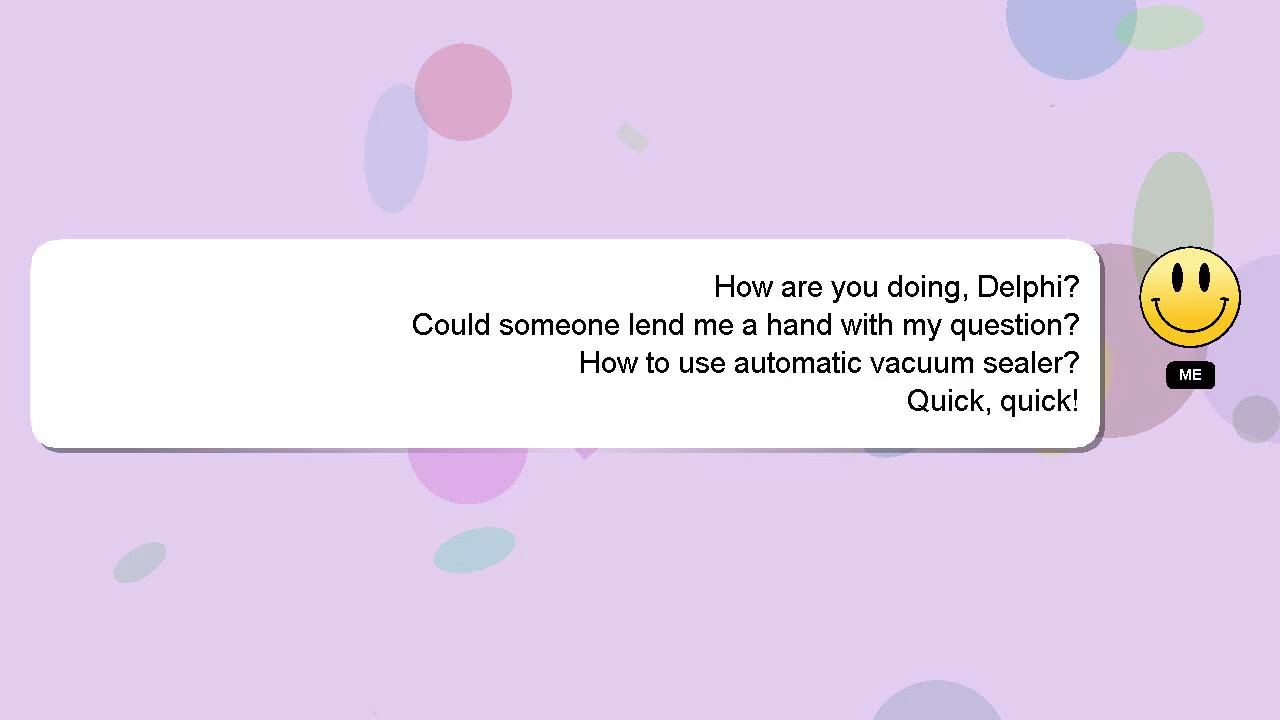 How are you doing, Delphi?
Could someone lend me a hand with my question?
How to use automatic vacuum sealer?
Quick, quick!
ME